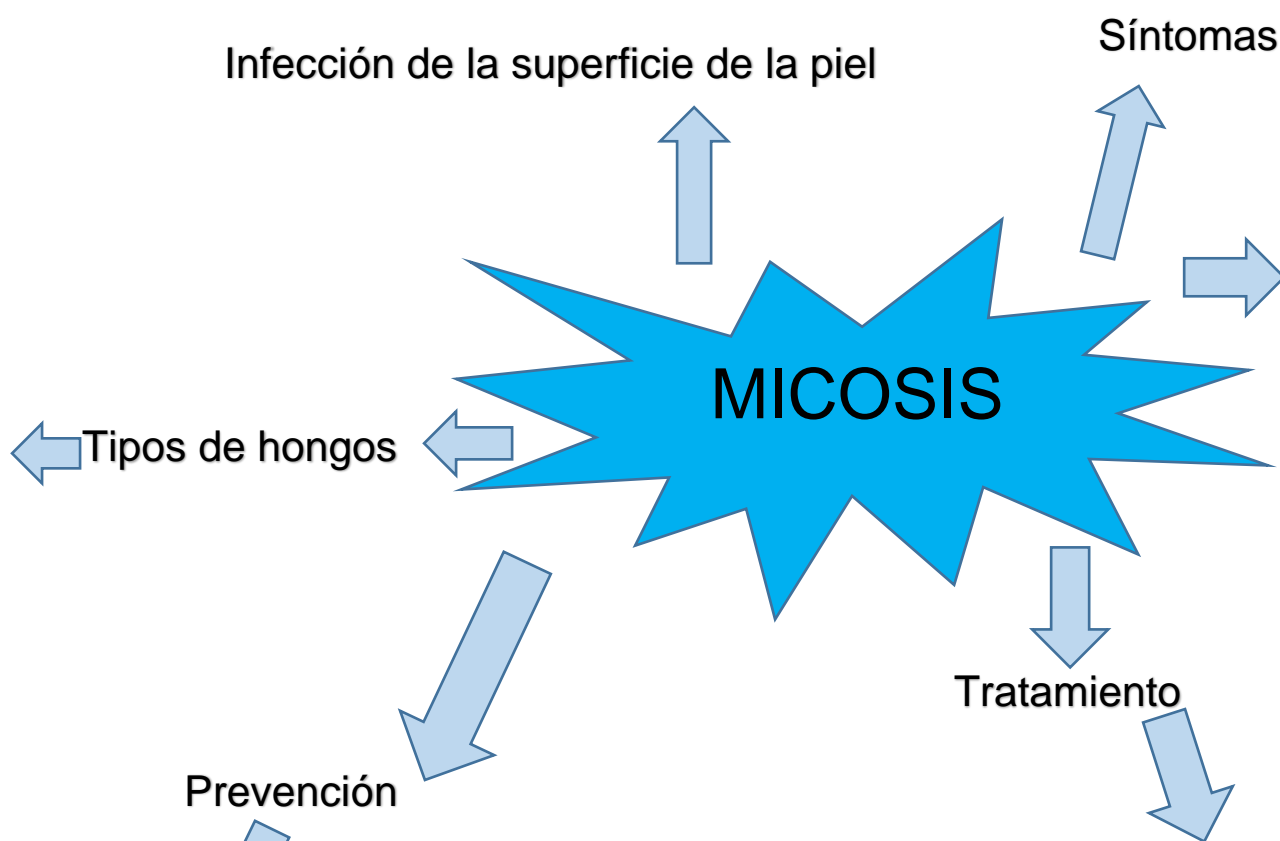 Síntomas
Infección de la superficie de la piel
MICOSIS
Tipos de hongos
Tratamiento
Prevención